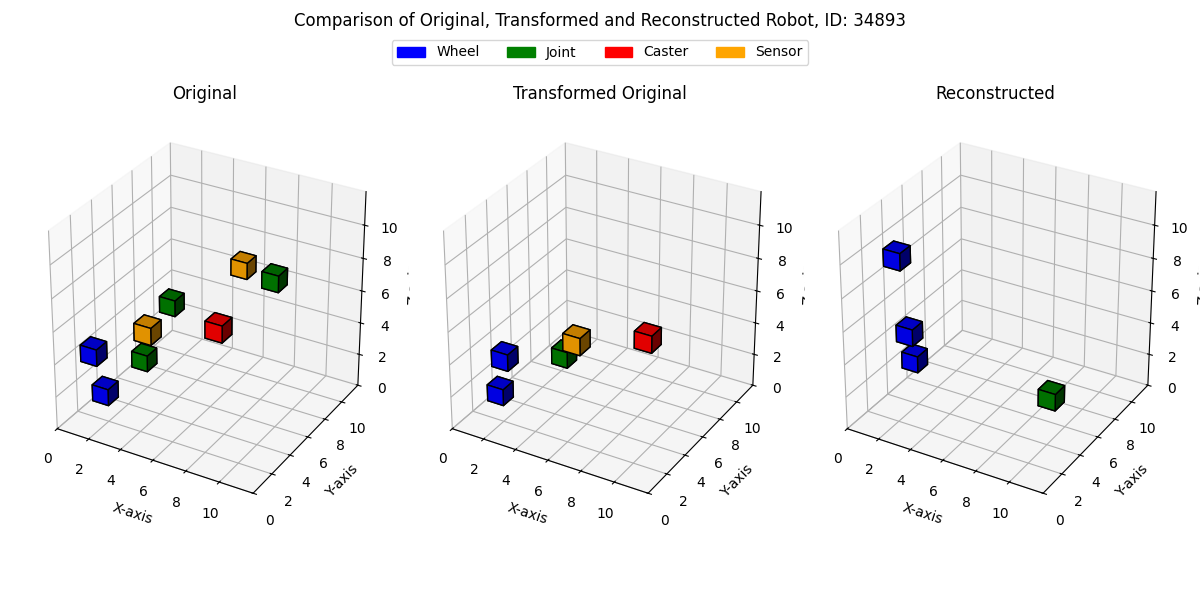 Comparison of Original, Transformed and Reconstructed Robot, ID: 34893
Wheel Joint Caster Sensor
Original
0 2 4 6 8 10
X-axis
0 2 4 6 8 10
Y-axis
0 2 4 6 8 10
Transformed Original
0 2 4 6 8 10
X-axis
0 2 4 6 8 10
Y-axis
0 2 4 6 8 10
Reconstructed
0 2 4 6 8 10
X-axis
0 2 4 6 8 10
Y-axis
0 2 4 6 8 10